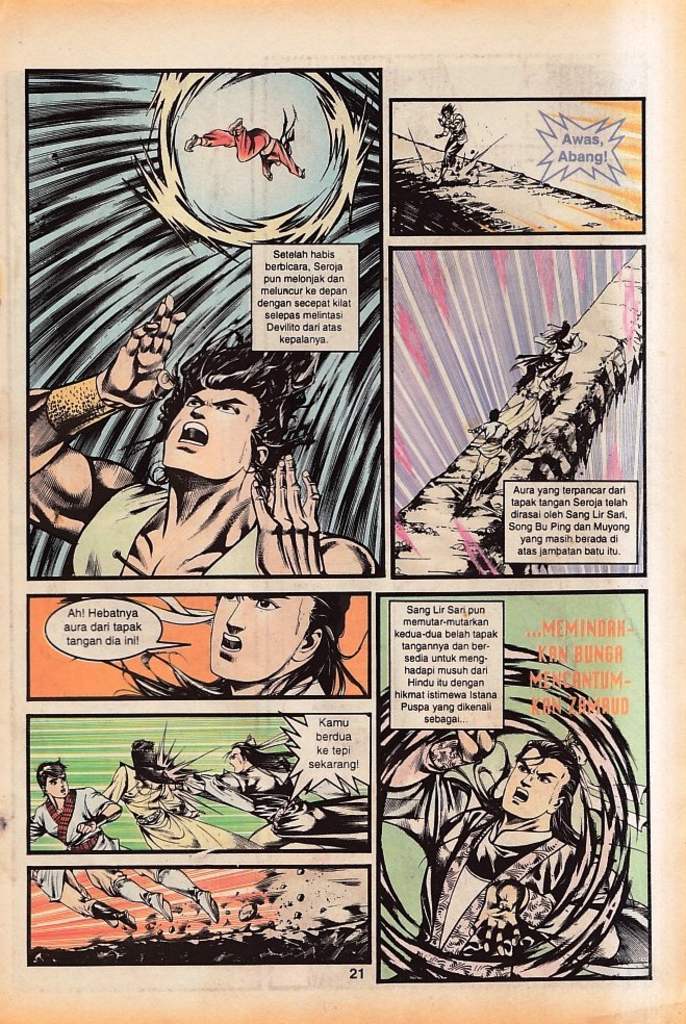 Setelah habis
berbicara, Seroja
pun melonjak dan
meluncur ke depan
dengan secepat kilat
selepas melintasi
Devilito dari atas
kepalanya.
Awas,
Abang!
Aura yang terpancar dari
tapak tangan Seroja telah
dirasai oleh Sang Lir Sari,
Song Bu Ping dan Muyong
yang masih berada di
atas jambatan batu itu.
Ah! Hebatnya
aura dari tapak
tangan dia ini!
Kamu
berdua
ke tepi
sekarang!
Sang Lir Sari pun
memutar-mutarkan
kedua-dua belah tapak
tangannya dan ber-
sedia untuk meng-
hadapi musuh dari
Hindu itu dengan
hikmat istimewa Istana
Puspa yang dikenali
sebagai...
...MEMINDAH-
KAN BUNGA
MENCANTUM-
KAN ZAMRUD
21